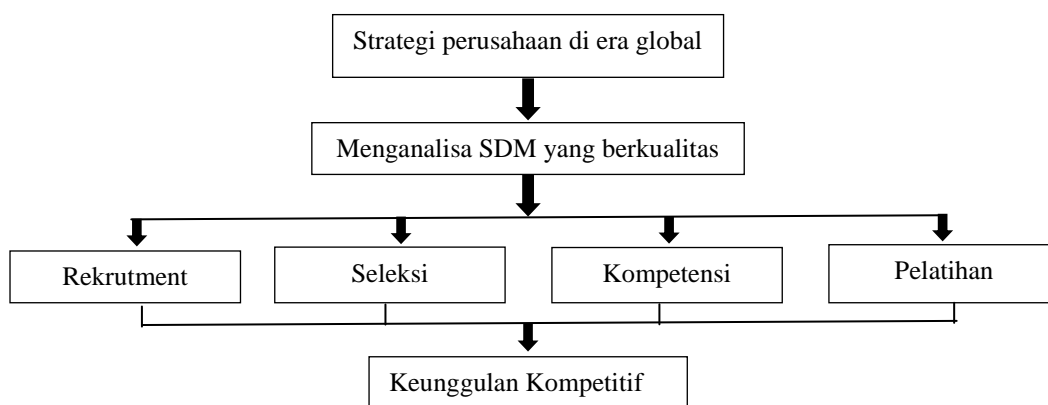 Strategi perusahaan di era global
Menganalisa SDM yang berkualitas
Rekrutment
Seleksi
Kompetensi
Pelatihan
Keunggulan Kompetitif